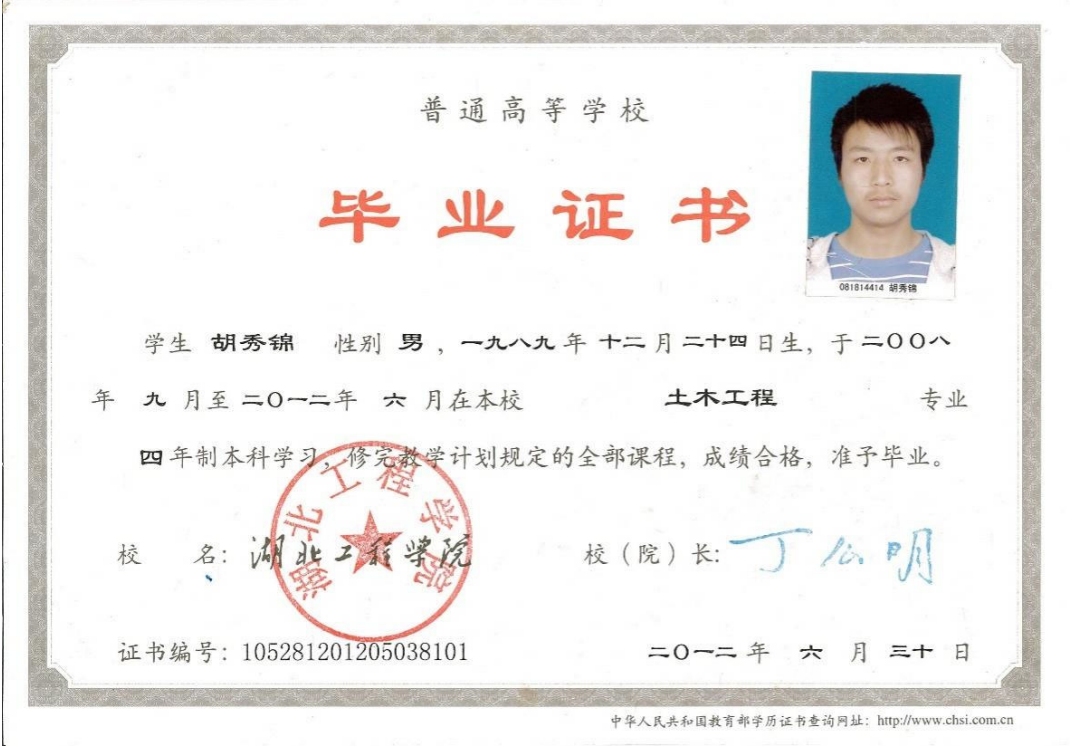 普通高等学校
毕业证书
081814414 胡秀锦
学生 胡秀锦 性别 男 ，一九八九 年 十二 月 二十四 日生，于 二〇〇八
年 九 月至 二〇一二 年 六 月在本校 土木工程 专业
四 年制本科学习，修完教学计划规定的全部课程，成绩合格，准予毕业。
湖北工程学院
校 名：湖北工程学院 校（院）长：丁么明
证书编号：105281201205038101 二〇一二 年 六 月 三十 日
中华人民共和国教育部学历证书查询网址：http://www.chsi.com.cn